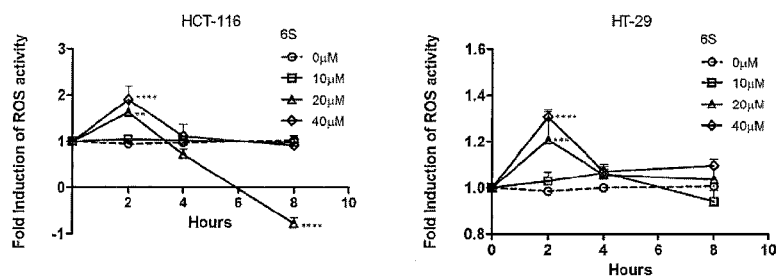 HCT-116
Fold Induction of ROS activity
3
2
1
0
-1
2
4
6
8
10
Hours
6S
0μM
10μM
20μM
40μM
****
**
****
HT-29
Fold Induction of ROS activity
1.6
1.4
1.2
1.0
0.8
0
2
4
6
8
10
Hours
6S
0μM
10μM
20μM
40μM
****